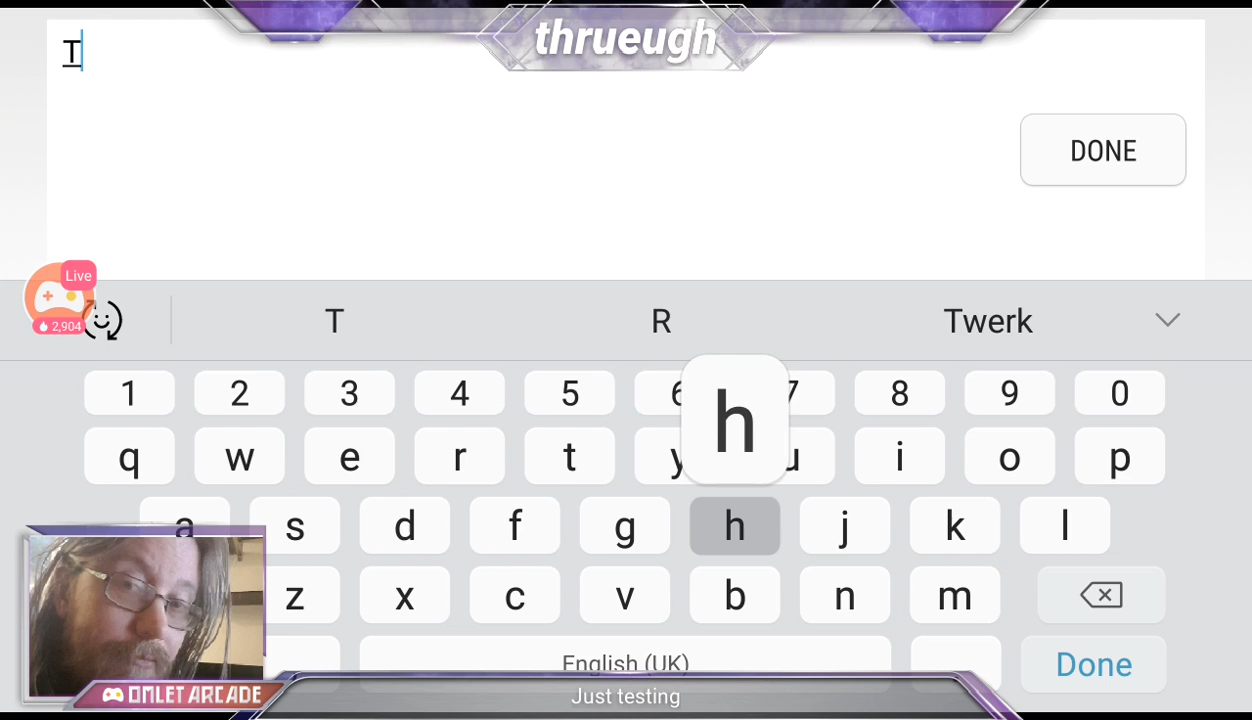 thrueugh
T
DONE
Live
2,904
T R Twerk
h
1 2 3 4 5 6 7 8 9 0
q w e r t y u i o p
a s d f g h j k l
z x c v b n m
English (UK) Done
OMLET ARCADE
Just testing